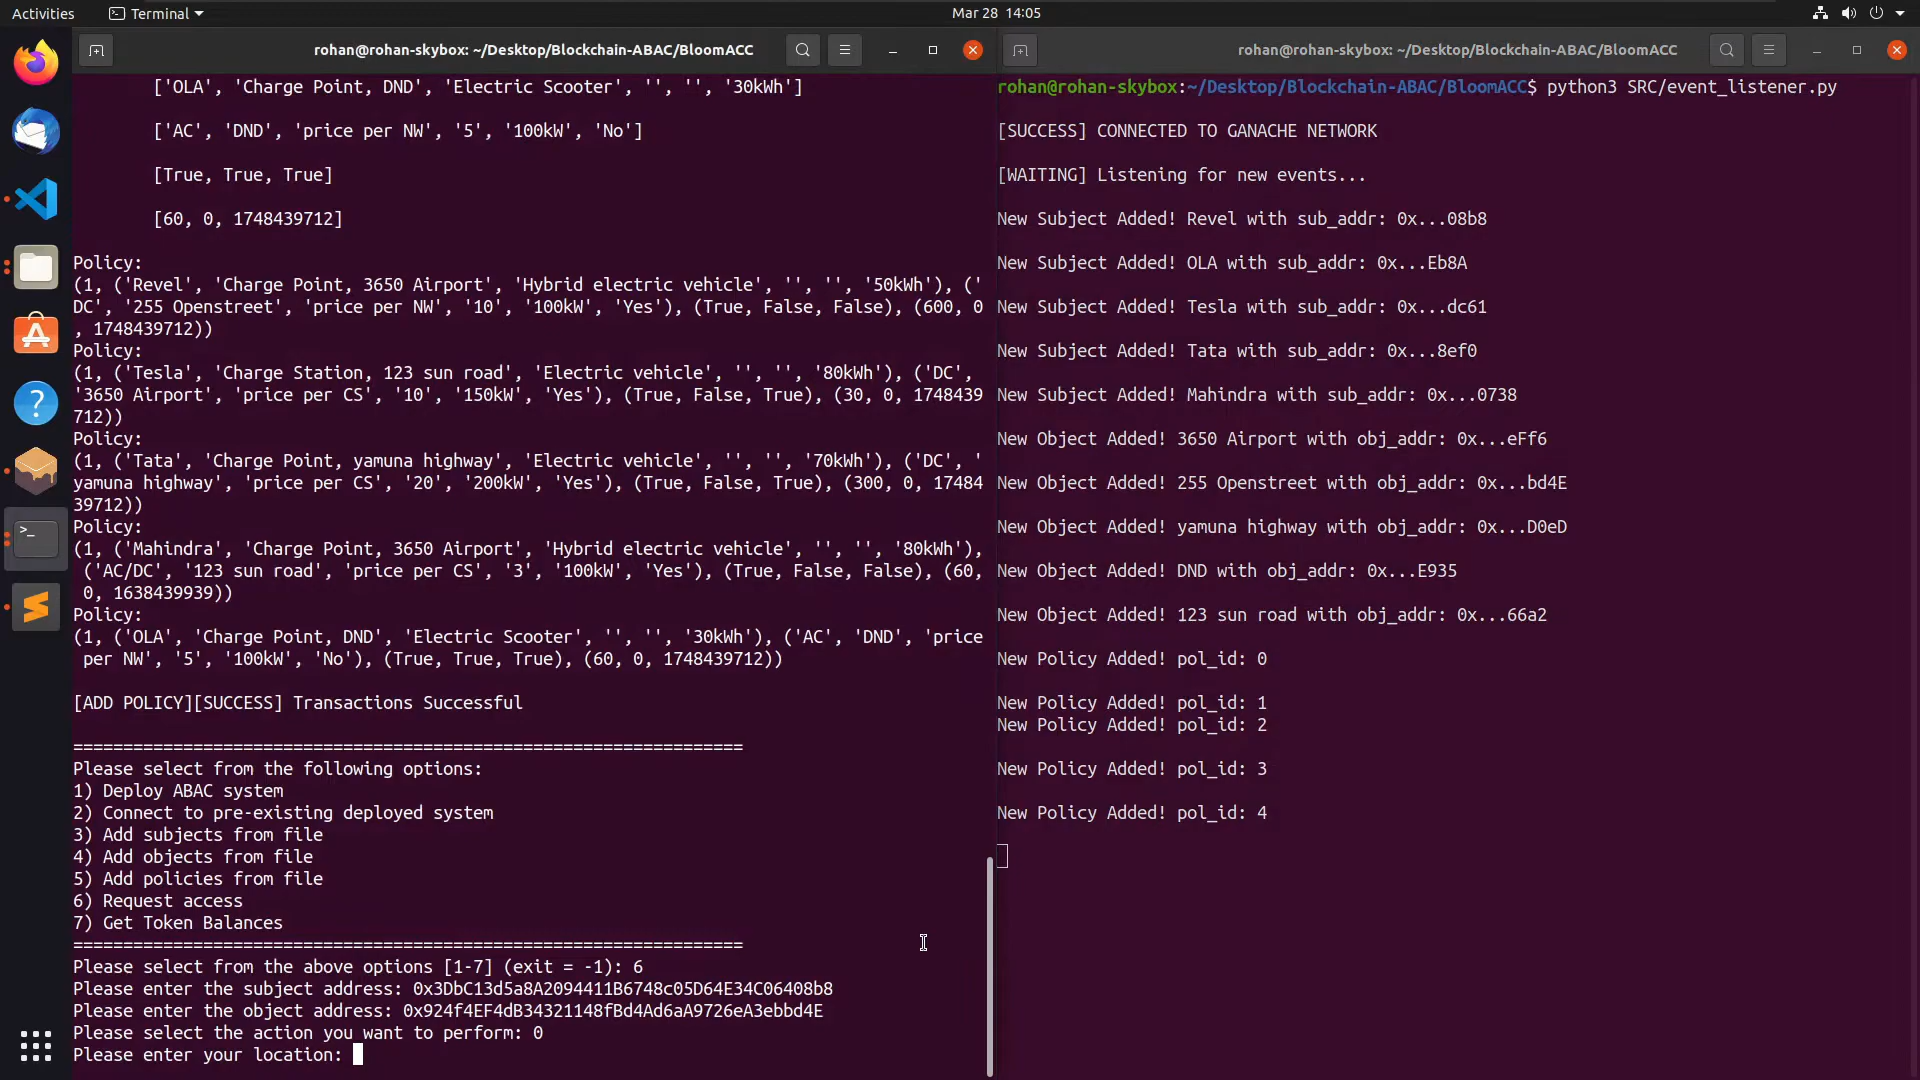 Activities
Terminal
Mar 28 14:05
rohan@rohan-skybox: ~/Desktop/Blockchain-ABAC/BloomACC
['OLA', 'Charge Point, DND', 'Electric Scooter', '', '', '30kWh']
['AC', 'DND', 'price per NW', '5', '100kW', 'No']
[True, True, True]
[60, 0, 1748439712]
Policy:
(1, ('Revel', 'Charge Point, 3650 Airport', 'Hybrid electric vehicle', '', '', '50kWh'), ('
DC', '255 Openstreet', 'price per NW', '10', '100kW', 'Yes'), (True, False, False), (600, 0
, 1748439712))
Policy:
(1, ('Tesla', 'Charge Station, 123 sun road', 'Electric vehicle', '', '', '80kWh'), ('DC',
'3650 Airport', 'price per CS', '10', '150kW', 'Yes'), (True, False, True), (30, 0, 1748439
712))
Policy:
(1, ('Tata', 'Charge Point, yamuna highway', 'Electric vehicle', '', '', '70kWh'), ('DC', '
yamuna highway', 'price per CS', '20', '200kW', 'Yes'), (True, False, True), (300, 0, 17484
39712))
Policy:
(1, ('Mahindra', 'Charge Point, 3650 Airport', 'Hybrid electric vehicle', '', '', '80kWh'),
('AC/DC', '123 sun road', 'price per CS', '3', '100kW', 'Yes'), (True, False, False), (60,
0, 1638439939))
Policy:
(1, ('OLA', 'Charge Point, DND', 'Electric Scooter', '', '', '30kWh'), ('AC', 'DND', 'price
per NW', '5', '100kW', 'No'), (True, True, True), (60, 0, 1748439712))
[ADD POLICY][SUCCESS] Transactions Successful
===================================================================
Please select from the following options:
1) Deploy ABAC system
2) Connect to pre-existing deployed system
3) Add subjects from file
4) Add objects from file
5) Add policies from file
6) Request access
7) Get Token Balances
===================================================================
Please select from the above options [1-7] (exit = -1): 6
Please enter the subject address: 0x3DbC13d5a8A2094411B6748c05D64E34C06408b8
Please enter the object address: 0x924f4EF4dB34321148fBd4Ad6aA9726eA3ebbd4E
Please select the action you want to perform: 0
Please enter your location:
rohan@rohan-skybox: ~/Desktop/Blockchain-ABAC/BloomACC
rohan@rohan-skybox:~/Desktop/Blockchain-ABAC/BloomACC$ python3 SRC/event_listener.py
[SUCCESS] CONNECTED TO GANACHE NETWORK
[WAITING] Listening for new events...
New Subject Added! Revel with sub_addr: 0x...08b8
New Subject Added! OLA with sub_addr: 0x...Eb8A
New Subject Added! Tesla with sub_addr: 0x...dc61
New Subject Added! Tata with sub_addr: 0x...8ef0
New Subject Added! Mahindra with sub_addr: 0x...0738
New Object Added! 3650 Airport with obj_addr: 0x...eFf6
New Object Added! 255 Openstreet with obj_addr: 0x...bd4E
New Object Added! yamuna highway with obj_addr: 0x...D0eD
New Object Added! DND with obj_addr: 0x...E935
New Object Added! 123 sun road with obj_addr: 0x...66a2
New Policy Added! pol_id: 0
New Policy Added! pol_id: 1
New Policy Added! pol_id: 2
New Policy Added! pol_id: 3
New Policy Added! pol_id: 4